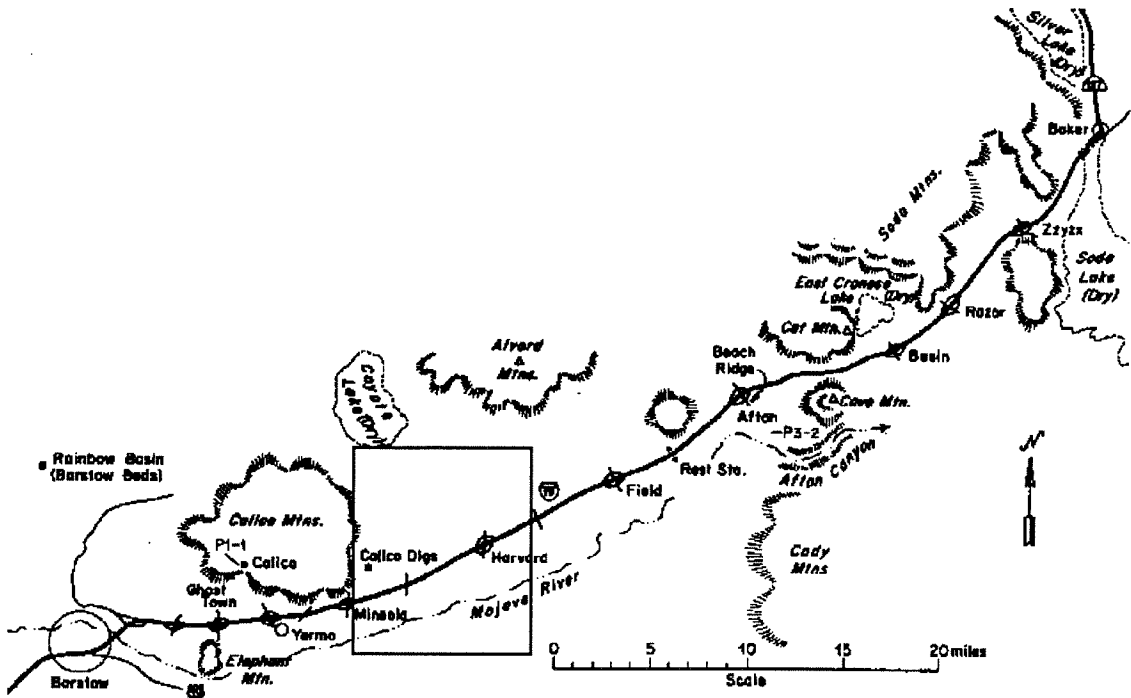 Silver
Lake
(Dry)
Baker
Soda Mtns.
Zzyzx
Soda
Lake
(Dry)
East Cronese
Lake (Dry)
Razor
Cat Mtn.
Basin
Alvord
Mtns.
Beach
Ridge
Coyote
Lake (Dry)
Afton
Cave Mtn.
P3-2
Afton Canyon
Rest Sta.
Rainbow Basin
(Barstow Beds)
Field
15
Calico Mtns.
P1-1
Calico
Calico Digs
Harvard
Cady
Mtns
N
Ghost
Town
Minneola
Mojave River
Yermo
Elephant
Mtn.
Barstow
0 5 10 15 20 miles
Scale